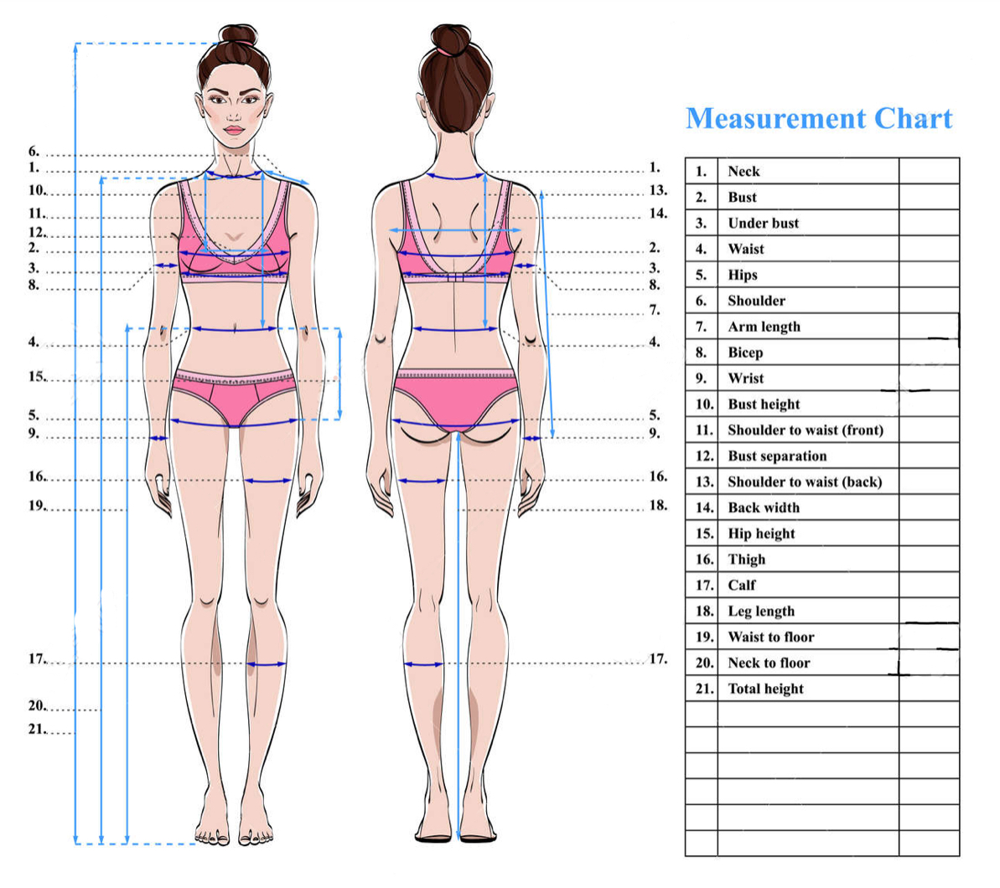 6.
1.
10.
11.
12.
2.
3.
8.
4.
15.
5.
9.
16.
19.
17.
20.
21.
1.
13.
14.
2.
3.
8.
7.
4.
5.
9.
16.
18.
17.
Measurement Chart
1. Neck
2. Bust
3. Under bust
4. Waist
5. Hips
6. Shoulder
7. Arm length
8. Bicep
9. Wrist
10. Bust height
11. Shoulder to waist (front)
12. Bust separation
13. Shoulder to waist (back)
14. Back width
15. Hip height
16. Thigh
17. Calf
18. Leg length
19. Waist to floor
20. Neck to floor
21. Total height